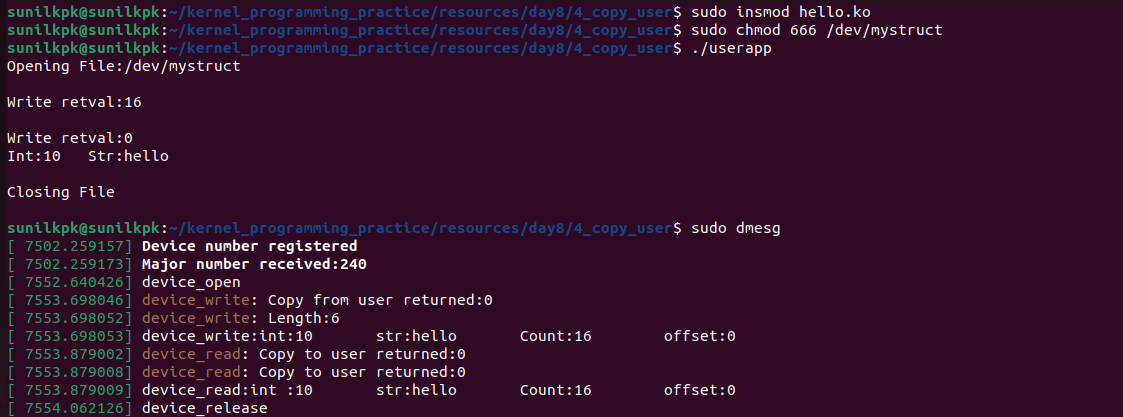 sunilkpk@sunilkpk:~/kernel_programming_practice/resources/day8/4_copy_user$ sudo insmod hello.ko
sunilkpk@sunilkpk:~/kernel_programming_practice/resources/day8/4_copy_user$ sudo chmod 666 /dev/mystruct
sunilkpk@sunilkpk:~/kernel_programming_practice/resources/day8/4_copy_user$ ./userapp
Opening File:/dev/mystruct
Write retval:16
Write retval:0
Int:10   Str:hello
Closing File
sunilkpk@sunilkpk:~/kernel_programming_practice/resources/day8/4_copy_user$ sudo dmesg
[ 7502.259157] Device number registered
[ 7502.259173] Major number received:240
[ 7552.640426] device_open
[ 7553.698046] device_write: Copy from user returned:0
[ 7553.698052] device_write: Length:6
[ 7553.698053] device_write:int:10       str:hello       Count:16        offset:0
[ 7553.879002] device_read: Copy to user returned:0
[ 7553.879008] device_read: Copy to user returned:0
[ 7553.879009] device_read:int :10       str:hello       Count:16        offset:0
[ 7554.062126] device_release